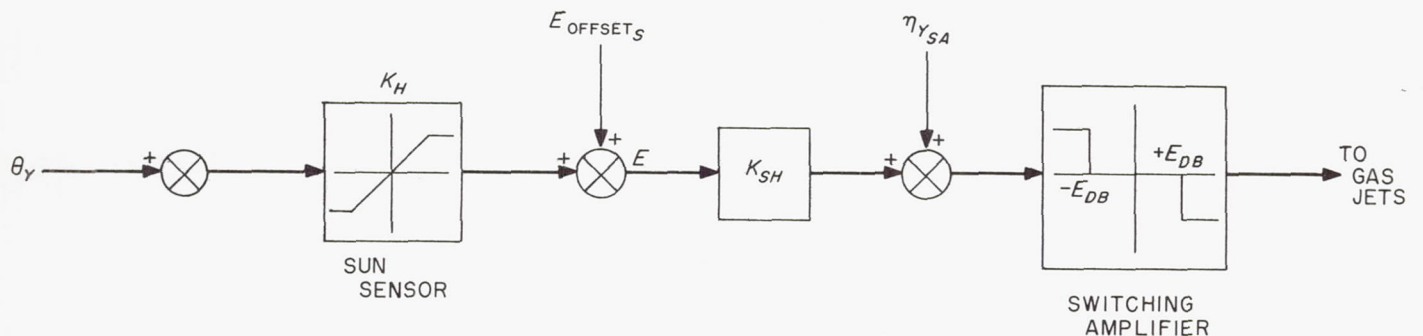 E OFFSET S
η Y SA
K H
θ Y
+
+
+
E
K SH
+
+
+E DB
-E DB
TO
GAS
JETS
SUN
SENSOR
SWITCHING
AMPLIFIER